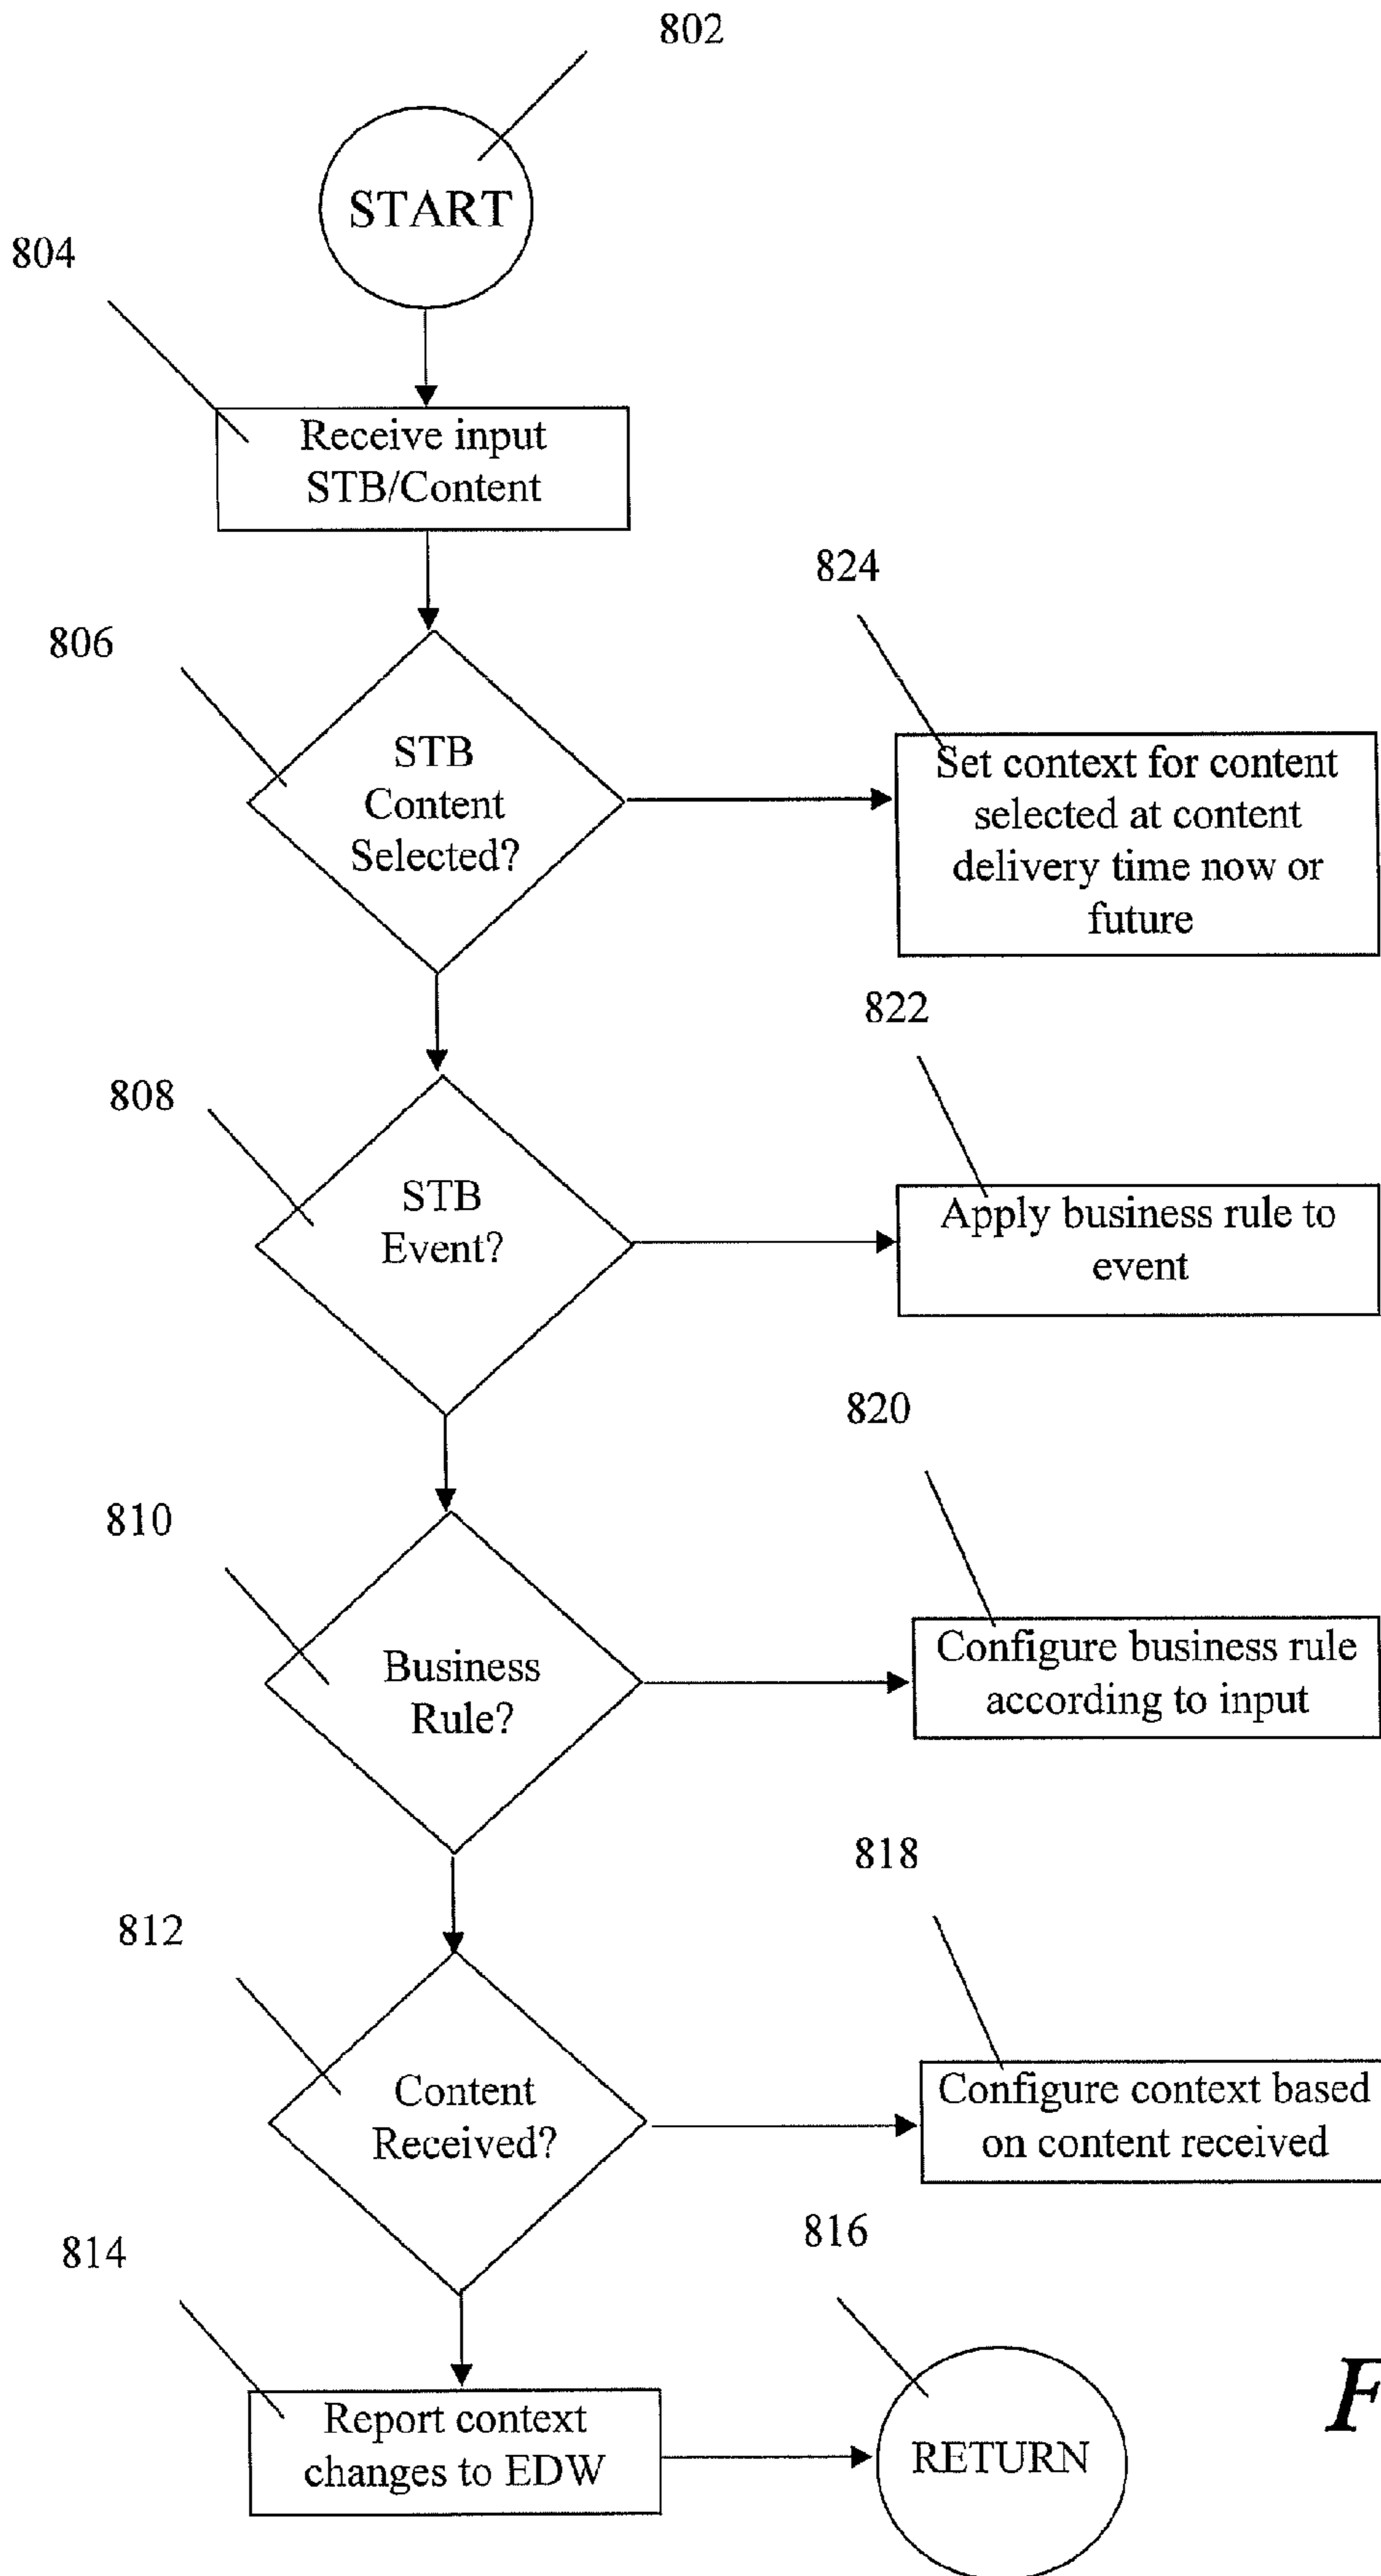 802
START
804
Receive input
STB/Content
824
806
STB
Content
Selected?
Set context for content
selected at content
delivery time now or
future
822
808
STB
Event?
Apply business rule to
event
820
810
Business
Rule?
Configure business rule
according to input
818
812
Content
Received?
Configure context based
on content received
816
814
Report context
changes to EDW
RETURN
F